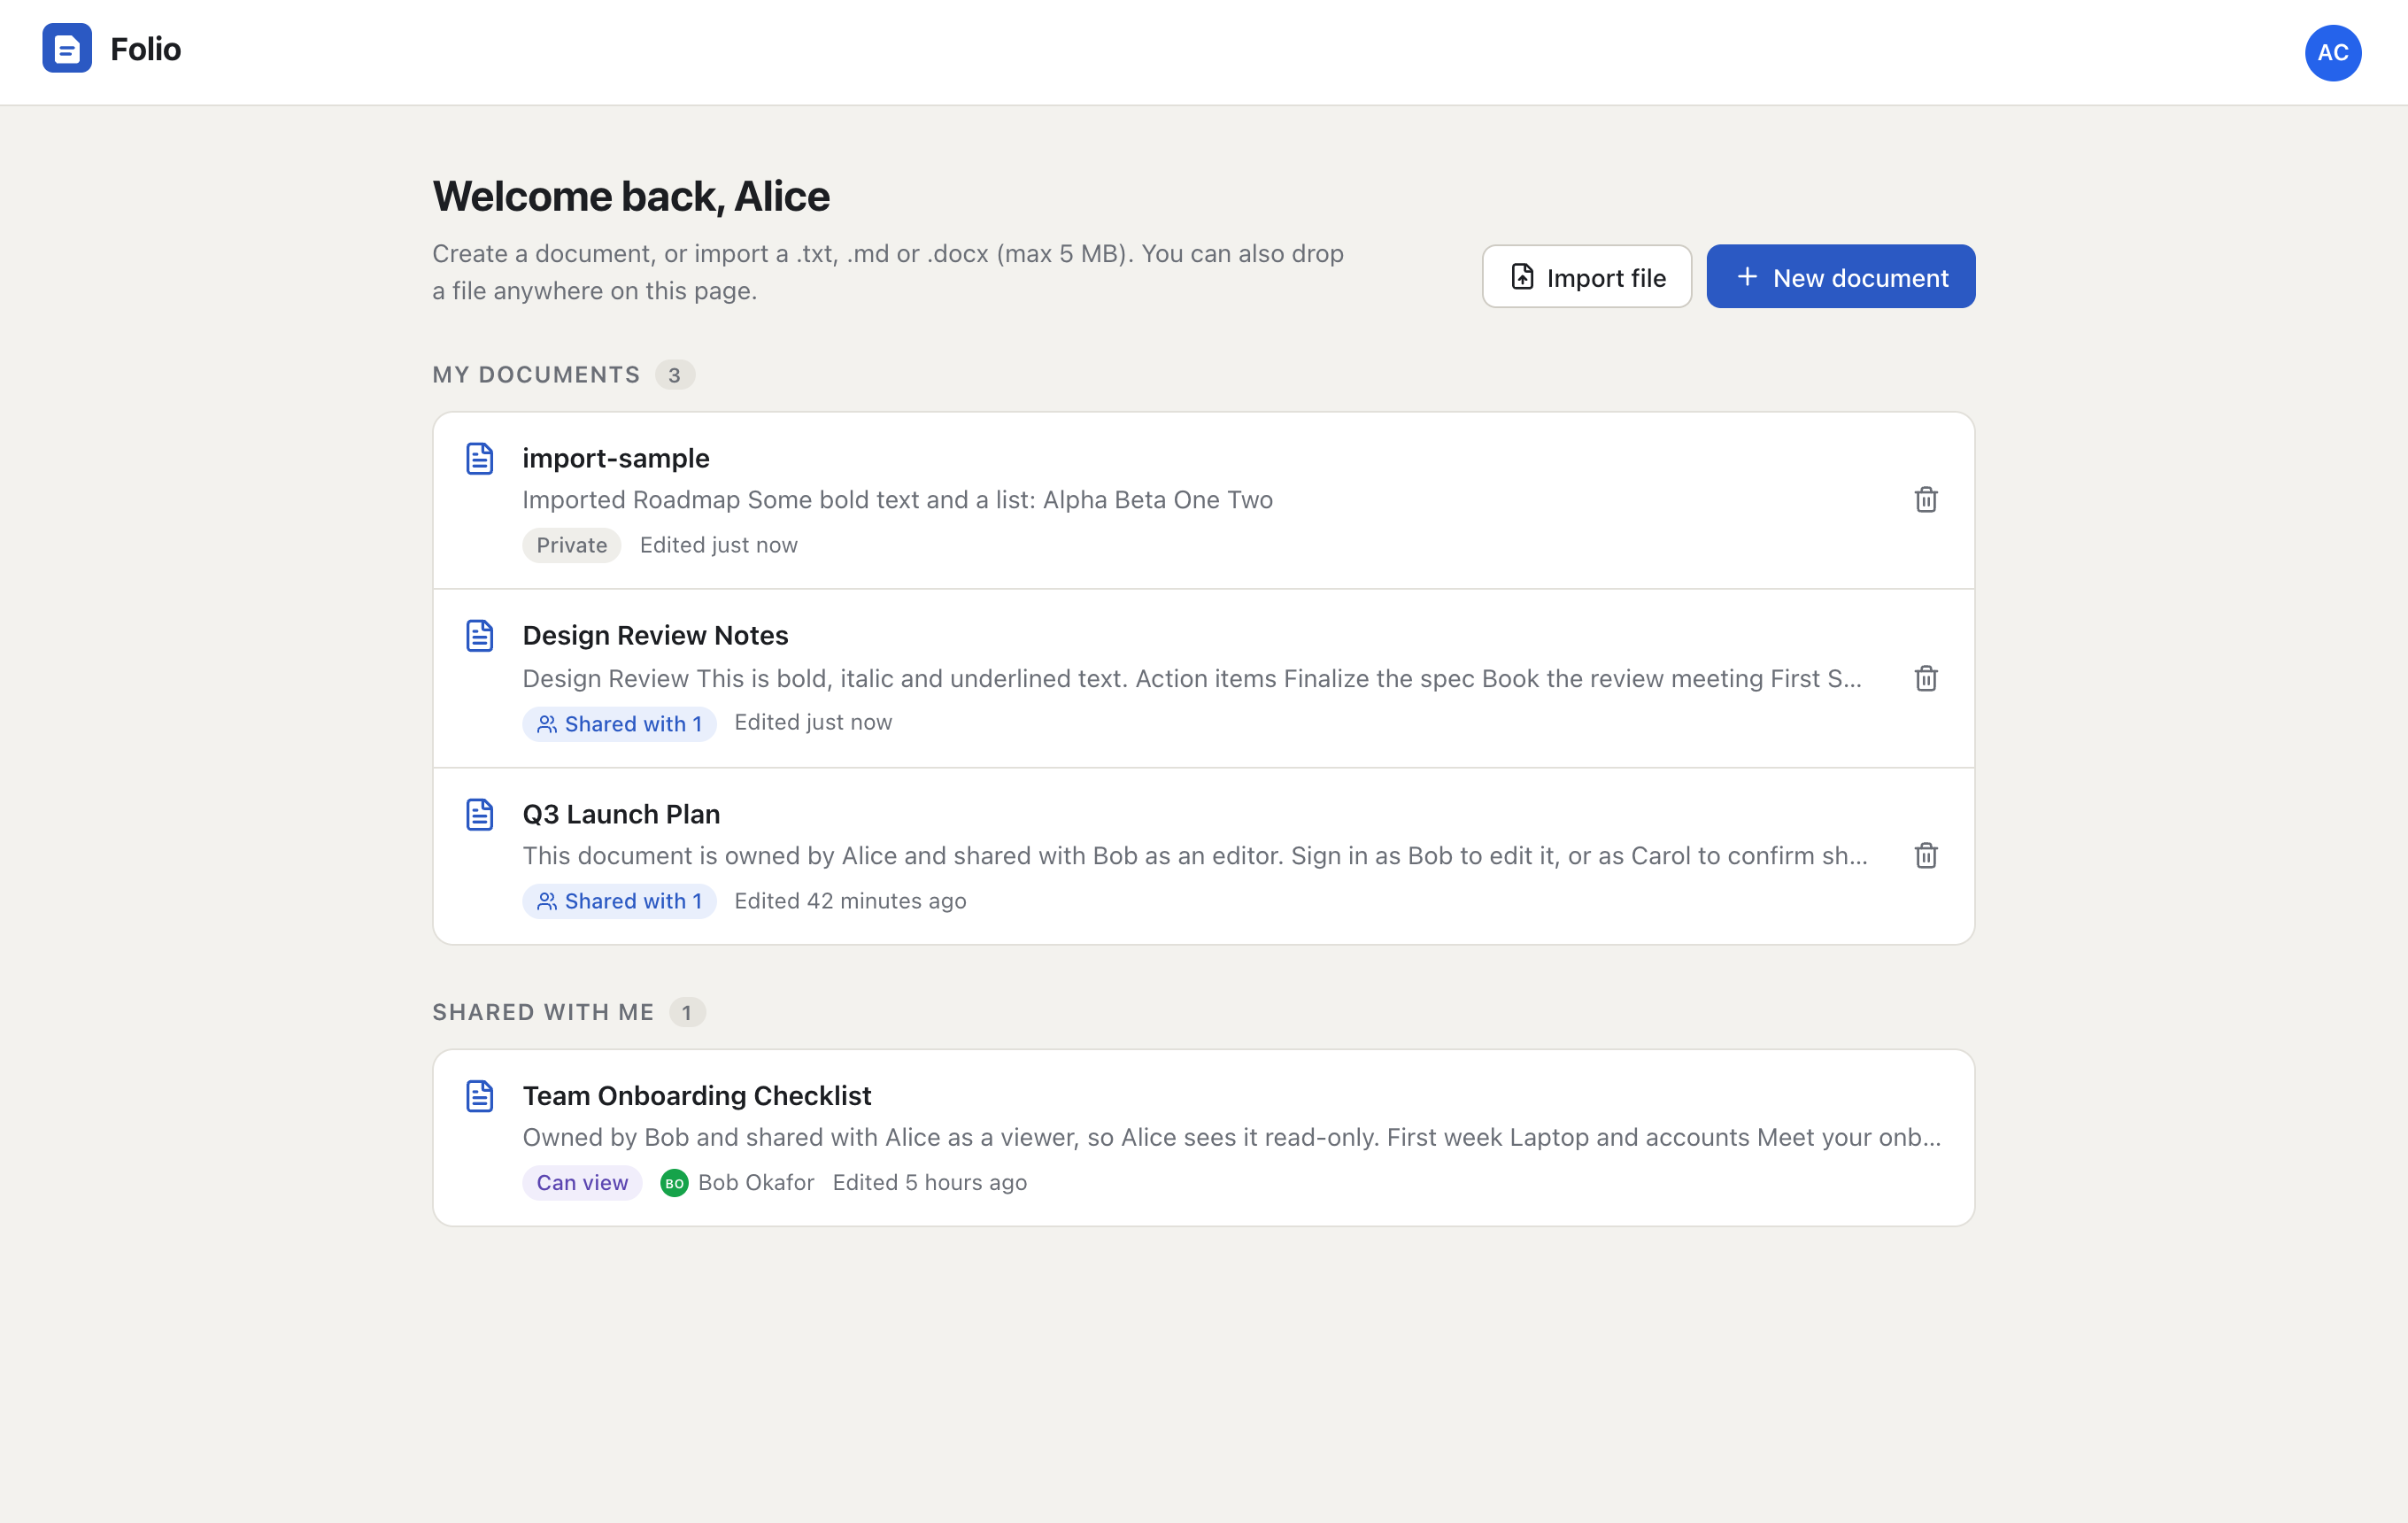 Folio
AC
Welcome back, Alice
Create a document, or import a .txt, .md or .docx (max 5 MB). You can also drop
a file anywhere on this page.
Import file
New document
MY DOCUMENTS 3
import-sample
Imported Roadmap Some bold text and a list: Alpha Beta One Two
Private Edited just now
Design Review Notes
Design Review This is bold, italic and underlined text. Action items Finalize the spec Book the review meeting First S...
Shared with 1 Edited just now
Q3 Launch Plan
This document is owned by Alice and shared with Bob as an editor. Sign in as Bob to edit it, or as Carol to confirm sh...
Shared with 1 Edited 42 minutes ago
SHARED WITH ME 1
Team Onboarding Checklist
Owned by Bob and shared with Alice as a viewer, so Alice sees it read-only. First week Laptop and accounts Meet your onb...
Can view BO Bob Okafor Edited 5 hours ago